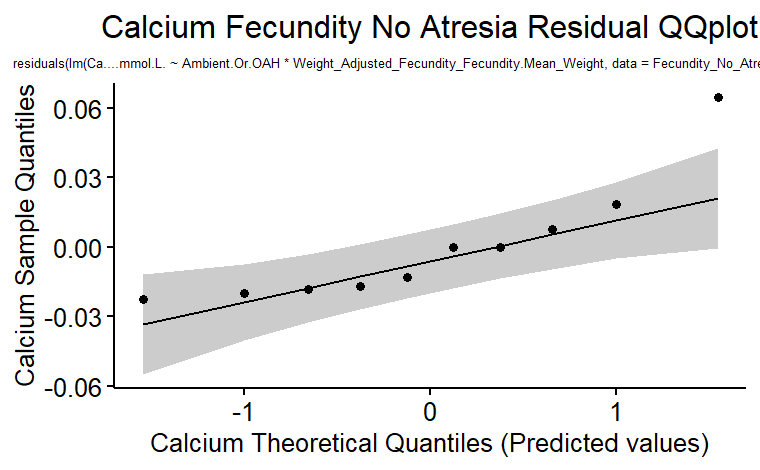 Calcium Fecundity No Atresia Residual QQplot
residuals(lm(Ca....mmol.L. ~ Ambient.Or.OAH * Weight_Adjusted_Fecundity_Fecundity.Mean_Weight, data = Fecundity_No_Atre
Calcium Sample Quantiles
0.06
0.03
0.00
-0.03
-0.06
-1 0 1
Calcium Theoretical Quantiles (Predicted values)